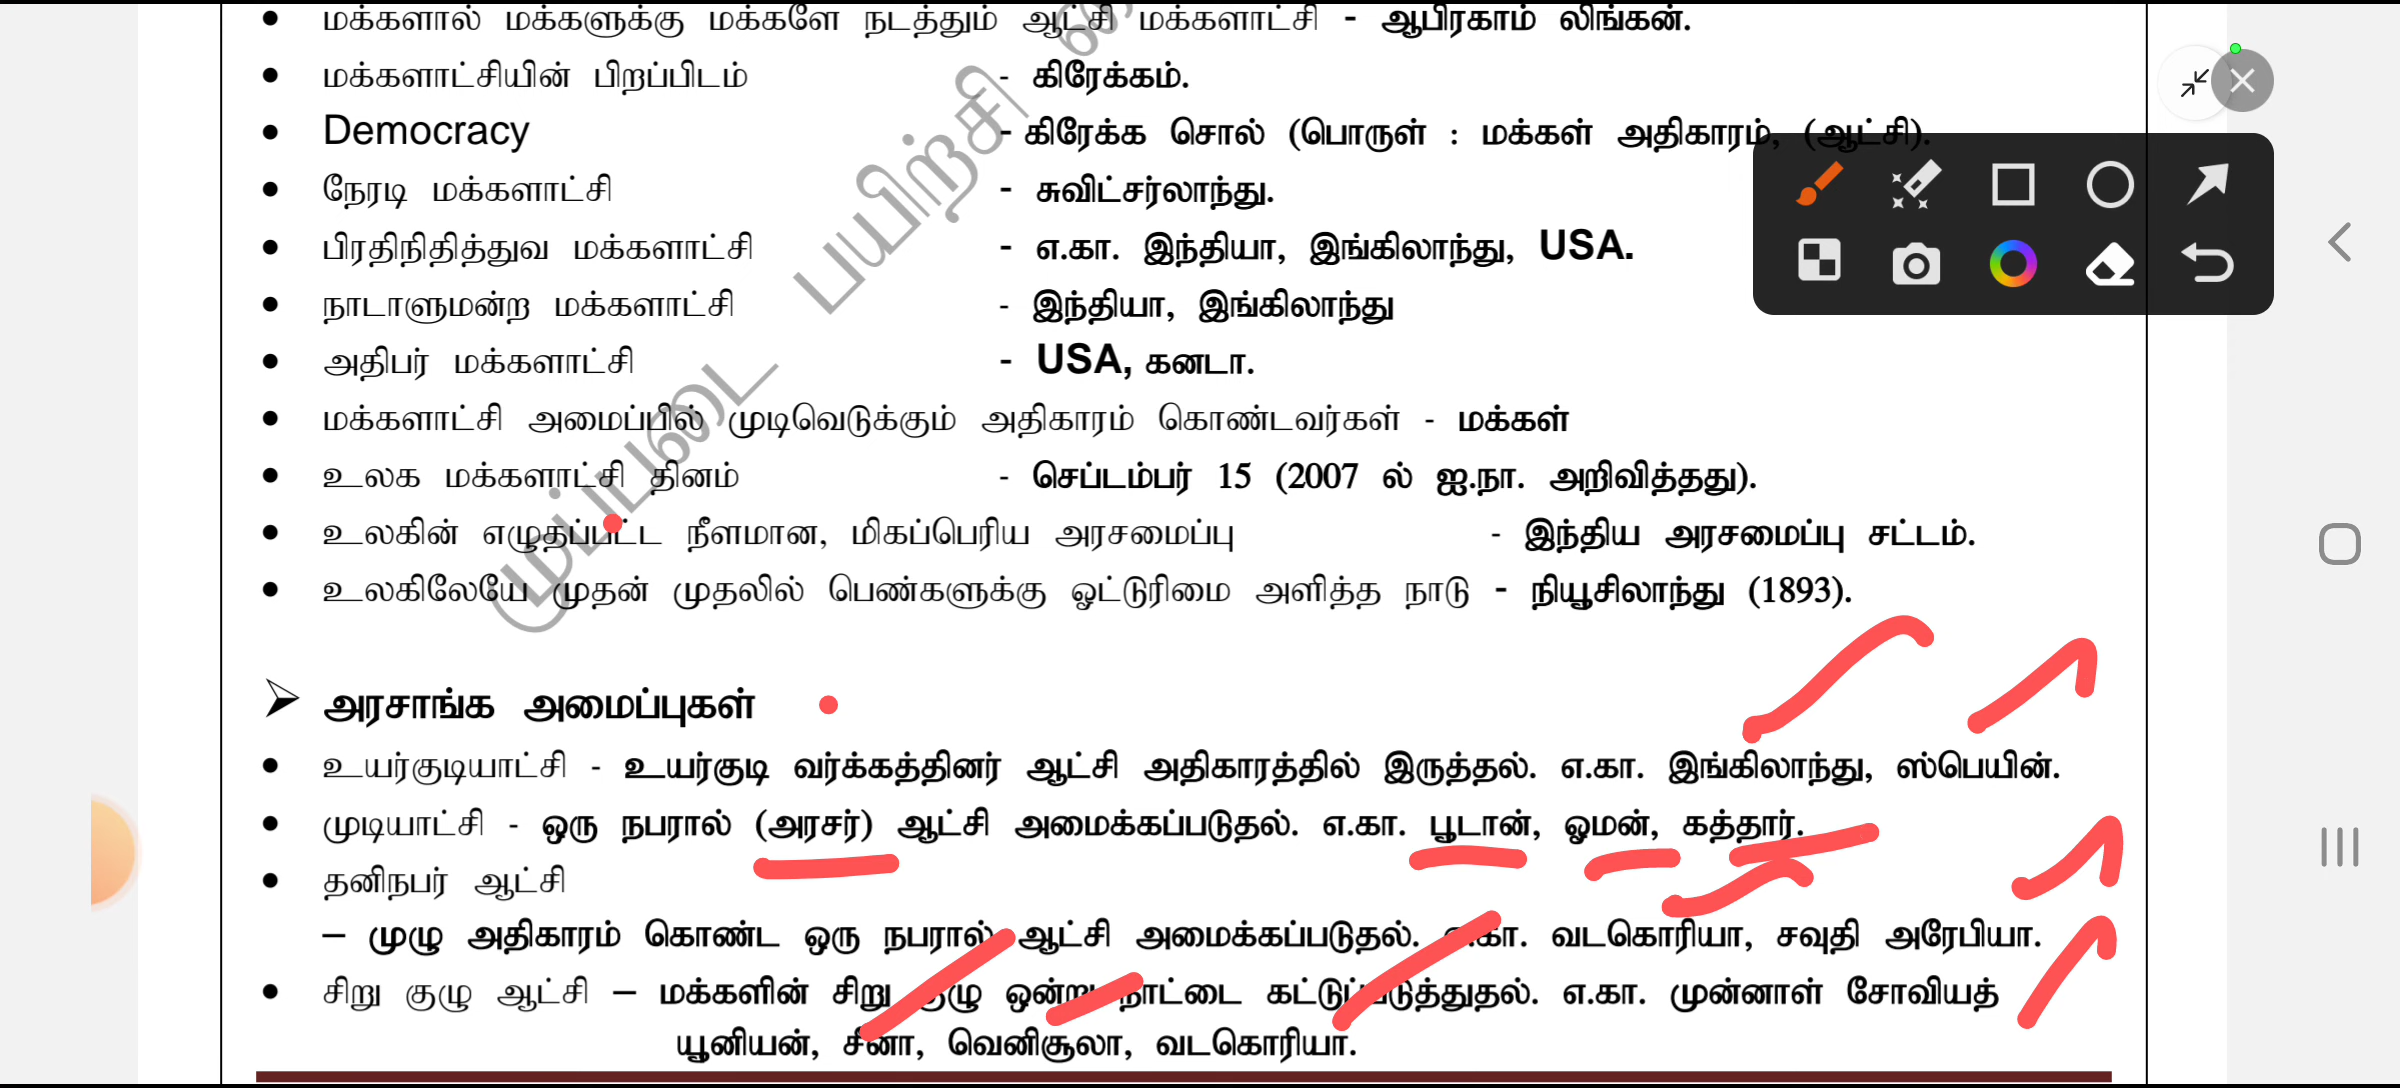 • மக்களால் மக்களுக்கு மக்களே நடத்தும் ஆட்சி மக்களாட்சி - ஆபிரகாம் லிங்கன்.
• மக்களாட்சியின் பிறப்பிடம் - கிரேக்கம்.
• Democracy - கிரேக்க சொல் (பொருள் : மக்கள் அதிகாரம், (ஆட்சி).
• நேரடி மக்களாட்சி - சுவிட்சர்லாந்து.
• பிரதிநிதித்துவ மக்களாட்சி - எ.கா. இந்தியா, இங்கிலாந்து, USA.
• நாடாளுமன்ற மக்களாட்சி - இந்தியா, இங்கிலாந்து
• அதிபர் மக்களாட்சி - USA, கனடா.
• மக்களாட்சி அமைப்பில் முடிவெடுக்கும் அதிகாரம் கொண்டவர்கள் - மக்கள்
• உலக மக்களாட்சி தினம் - செப்டம்பர் 15 (2007 ல் ஐ.நா. அறிவித்தது).
• உலகின் எழுதப்பட்ட நீளமான, மிகப்பெரிய அரசமைப்பு - இந்திய அரசமைப்பு சட்டம்.
• உலகிலேயே முதன் முதலில் பெண்களுக்கு ஓட்டுரிமை அளித்த நாடு - நியூசிலாந்து (1893).
➢ அரசாங்க அமைப்புகள்
• உயர்குடியாட்சி - உயர்குடி வர்க்கத்தினர் ஆட்சி அதிகாரத்தில் இருத்தல். எ.கா. இங்கிலாந்து, ஸ்பெயின்.
• முடியாட்சி - ஒரு நபரால் (அரசர்) ஆட்சி அமைக்கப்படுதல். எ.கா. பூடான், ஓமன், கத்தார்.
• தனிநபர் ஆட்சி
– முழு அதிகாரம் கொண்ட ஒரு நபரால் ஆட்சி அமைக்கப்படுதல். எ.கா. வடகொரியா, சவுதி அரேபியா.
• சிறு குழு ஆட்சி – மக்களின் சிறு குழு ஒன்று நாட்டை கட்டுப்படுத்துதல். எ.கா. முன்னாள் சோவியத்
யூனியன், சீனா, வெனிசூலா, வடகொரியா.
முப்படை பயிற்சி